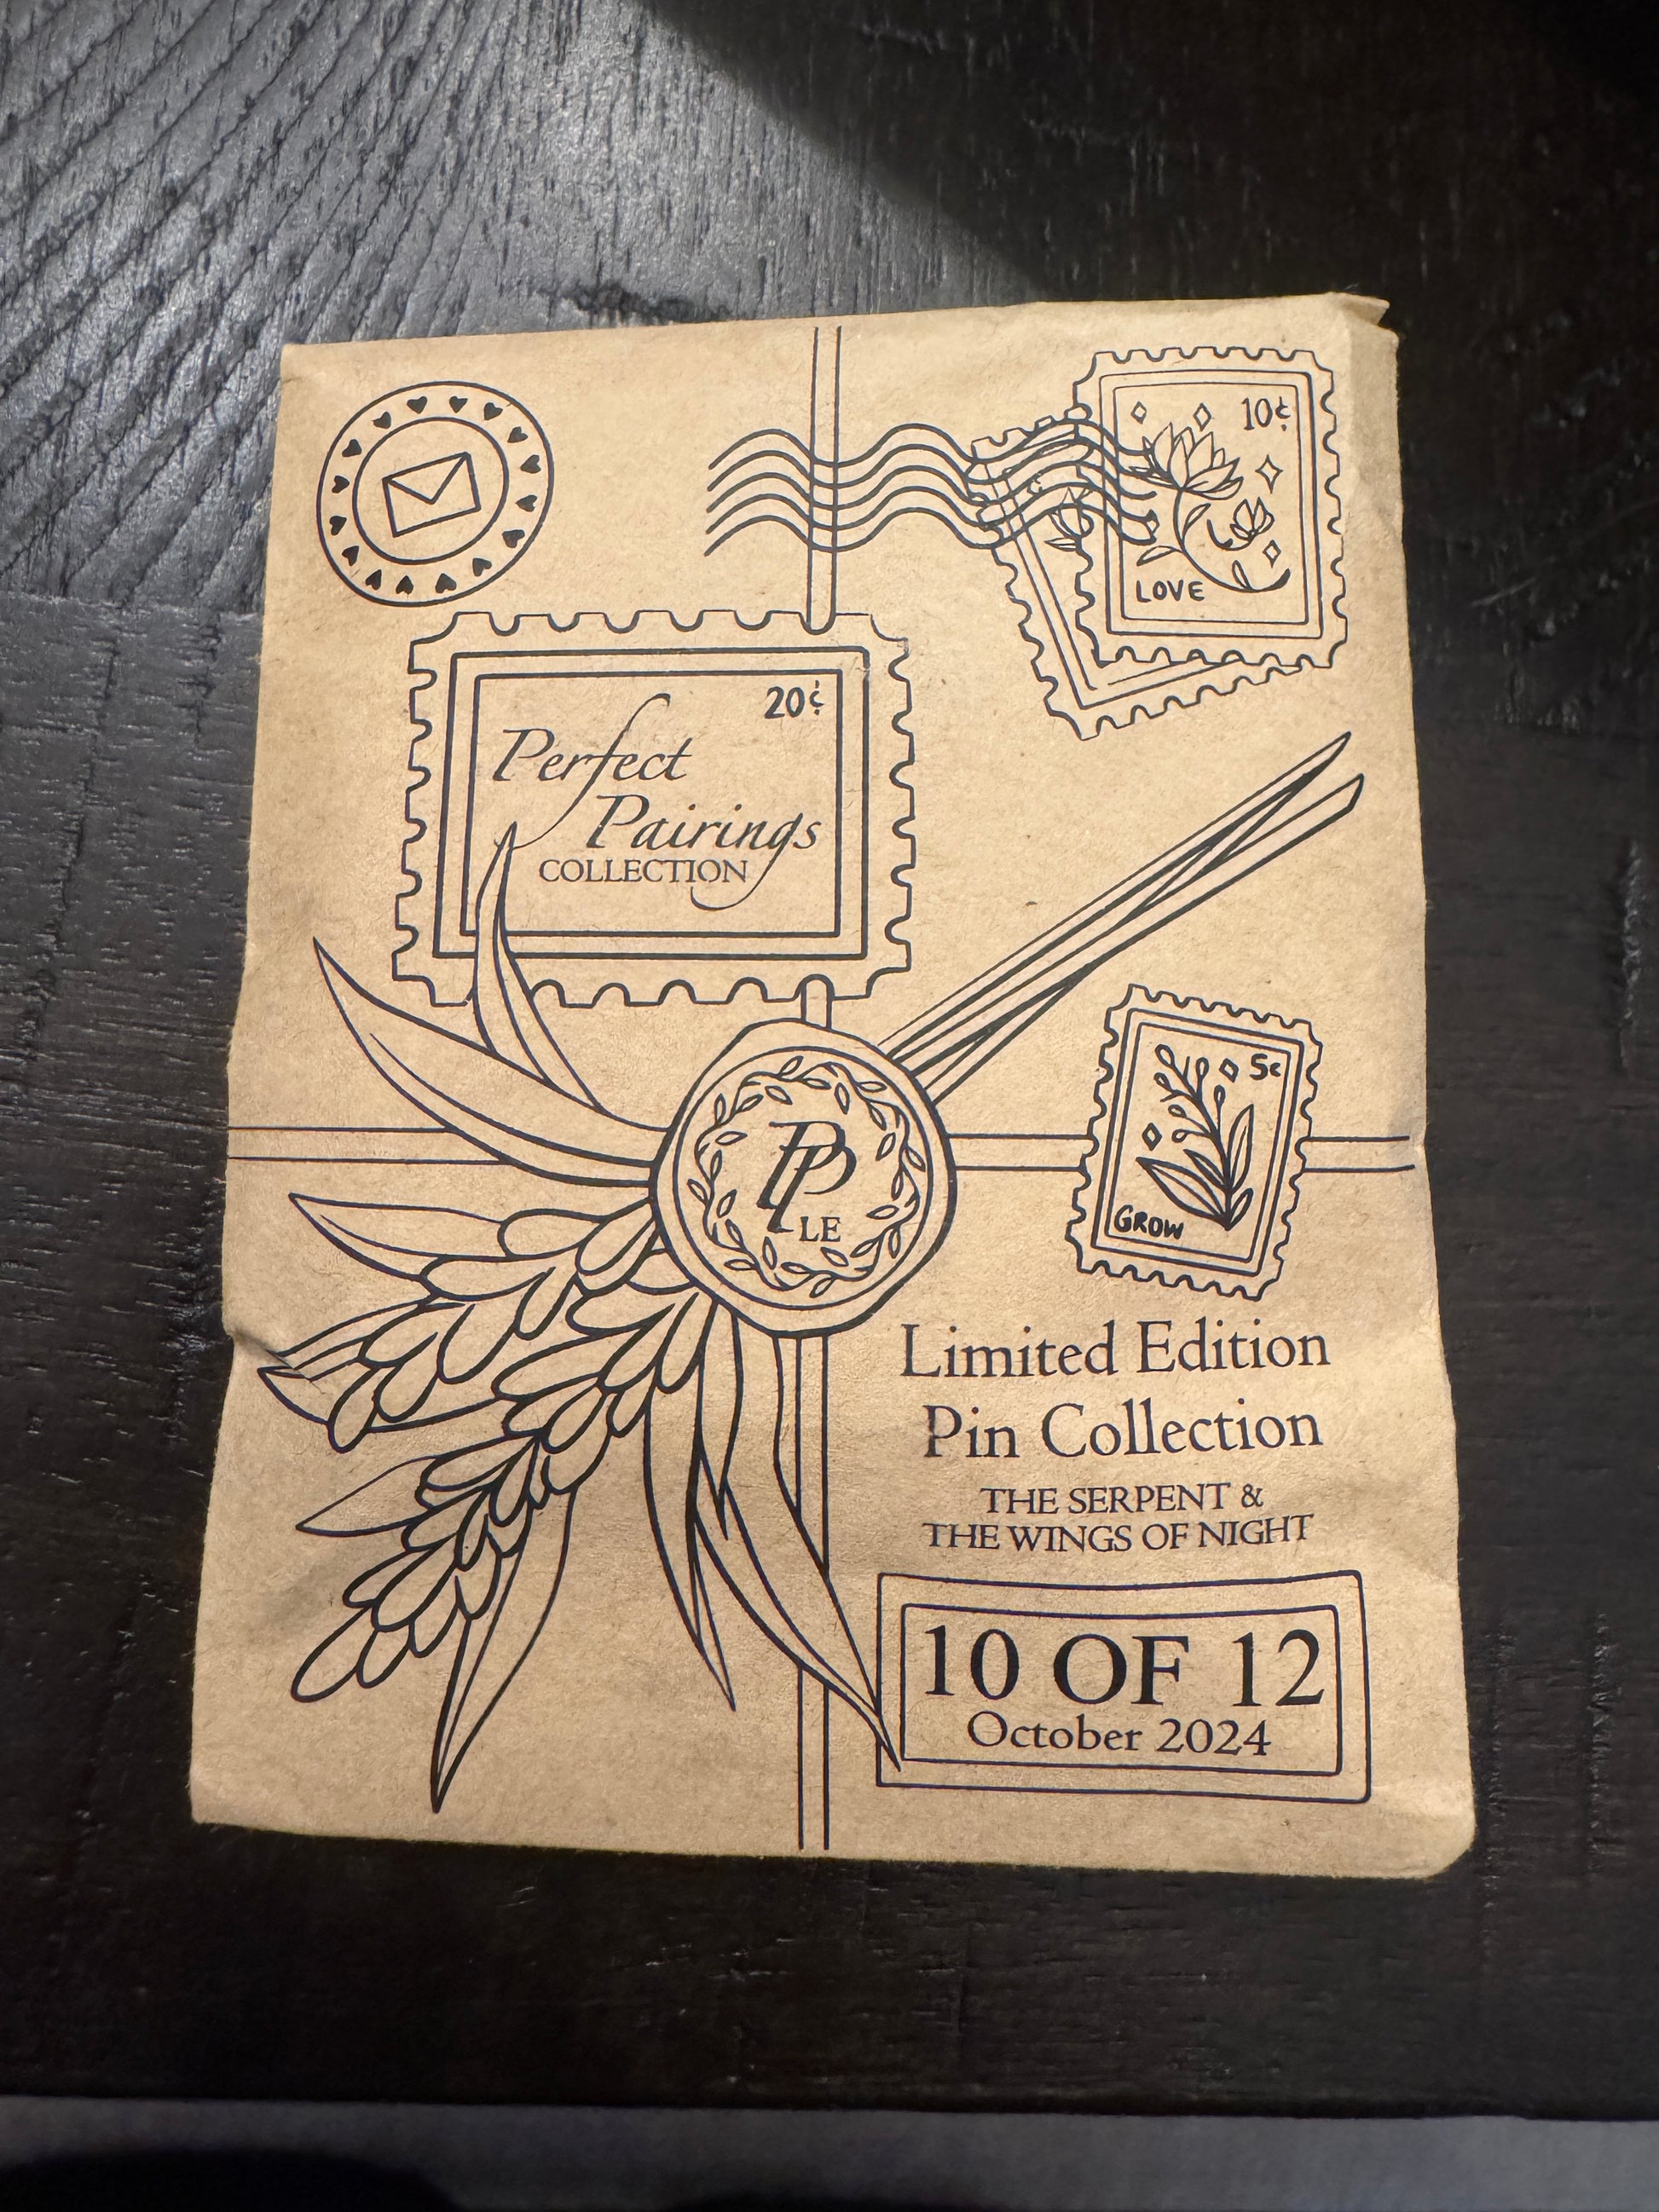 10¢
LOVE
20¢
Perfect
Pairings
COLLECTION
5¢
GROW
PP
LE
Limited Edition
Pin Collection
THE SERPENT &
THE WINGS OF NIGHT
10 OF 12
October 2024